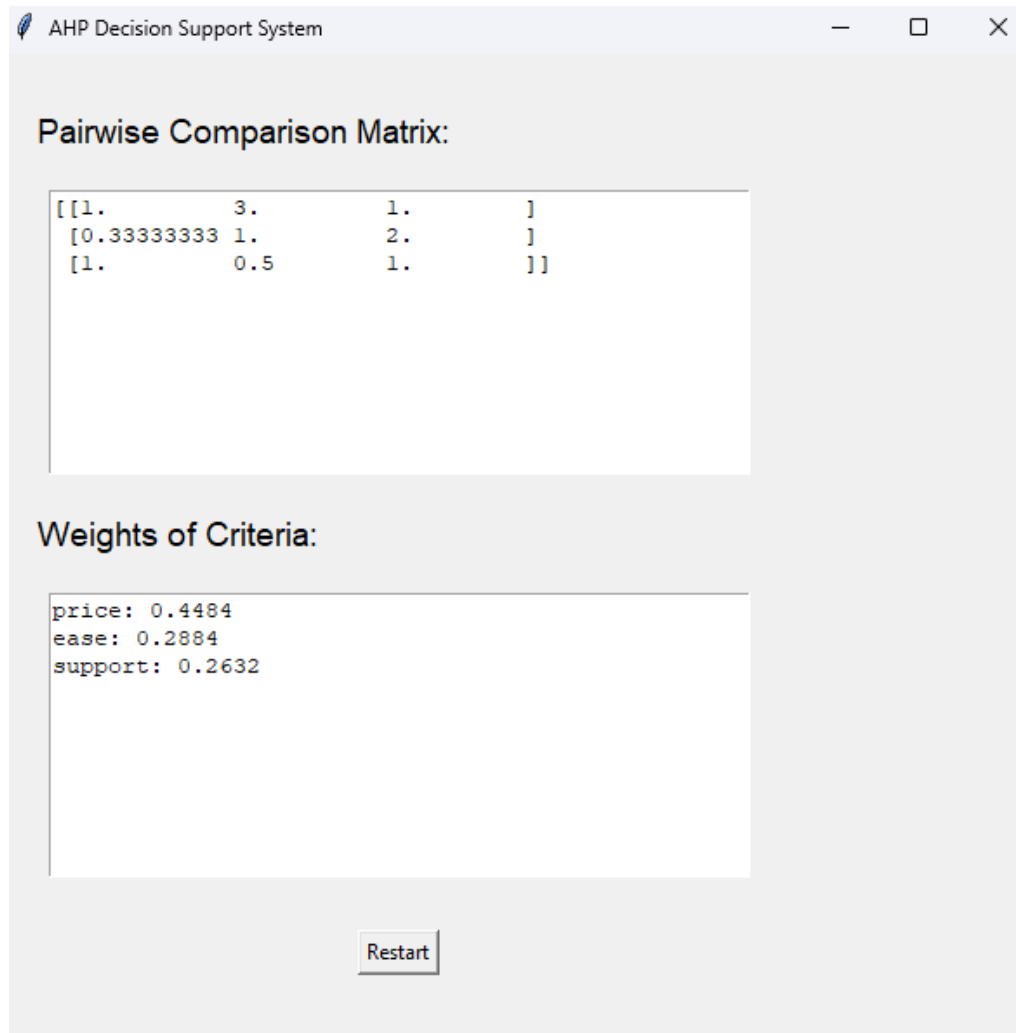 AHP Decision Support System
Pairwise Comparison Matrix:
[[1.         3.         1.        ]
 [0.33333333 1.         2.        ]
 [1.         0.5        1.        ]]
Weights of Criteria:
price: 0.4484
ease: 0.2884
support: 0.2632
Restart